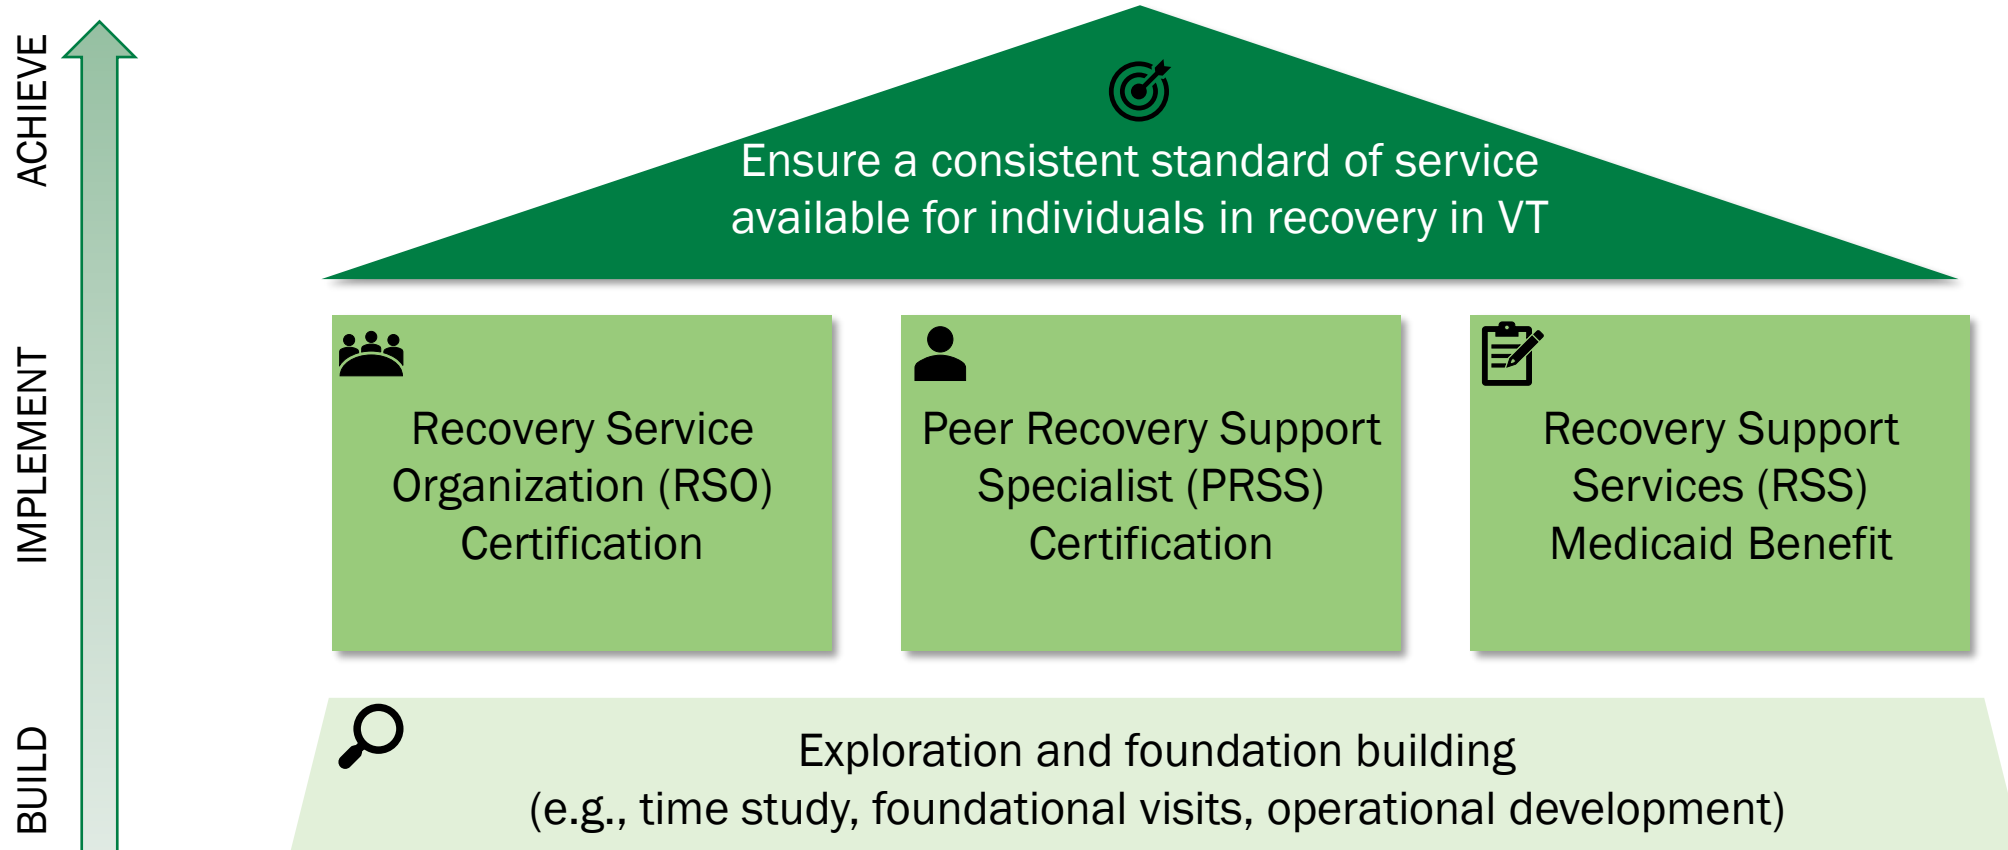 ACHIEVE
Ensure a consistent standard of service
available for individuals in recovery in VT
IMPLEMENT
Recovery Service
Organization (RSO)
Certification
Peer Recovery Support
Specialist (PRSS)
Certification
Recovery Support
Services (RSS)
Medicaid Benefit
BUILD
Exploration and foundation building
(e.g., time study, foundational visits, operational development)